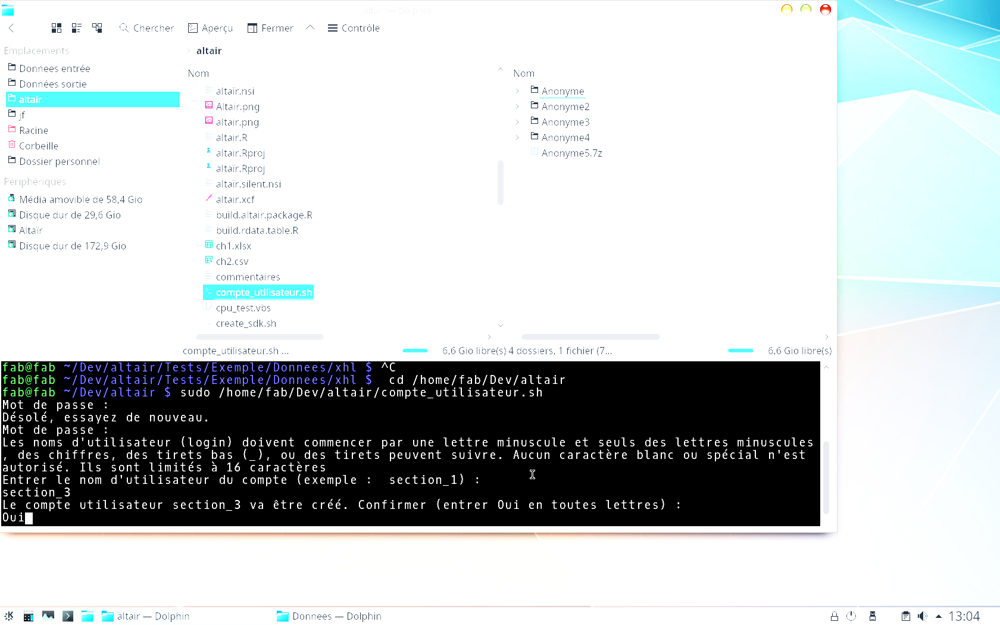 altair — Dolphin
Chercher
Aperçu
Fermer
Contrôle
Emplacements
Donnees entrée
Données sortie
altair
jf
Racine
Corbeille
Dossier personnel
Périphériques
Média amovible de 58,4 Gio
Disque dur de 29,6 Gio
Altaïr
Disque dur de 172,9 Gio
altair
Nom
altaïr.nsi
Altair.png
altair.png
altair.R
altair.Rproj
altaïr.Rproj
altaïr.silent.nsi
altair.xcf
build.altair.package.R
build.rdata.table.R
ch1.xlsx
ch2.csv
commentaires
compte_utilisateur.sh
cpu_test.vbs
create_sdk.sh
compte_utilisateur.sh ...
6,6 Gio libre(s)
Nom
Anonyme
Anonyme2
Anonyme3
Anonyme4
Anonyme5.7z
4 dossiers, 1 fichier (7...
6,6 Gio libre(s)
fab@fab ~/Dev/altair/Tests/Exemple/Donnees/xhl $ ^C
fab@fab ~/Dev/altair/Tests/Exemple/Donnees/xhl $  cd /home/fab/Dev/altair
fab@fab ~/Dev/altair $ sudo /home/fab/Dev/altair/compte_utilisateur.sh
Mot de passe :
Désolé, essayez de nouveau.
Mot de passe :
Les noms d'utilisateur (login) doivent commencer par une lettre minuscule et seuls des lettres minuscules
, des chiffres, des tirets bas (_), ou des tirets peuvent suivre. Aucun caractère blanc ou spécial n'est
autorisé. Ils sont limités à 16 caractères
Entrer le nom d'utilisateur du compte (exemple :  section_1) :
section_3
Le compte utilisateur section_3 va être créé. Confirmer (entrer Oui en toutes lettres) :
Oui
altair — Dolphin
Donnees — Dolphin
13:04